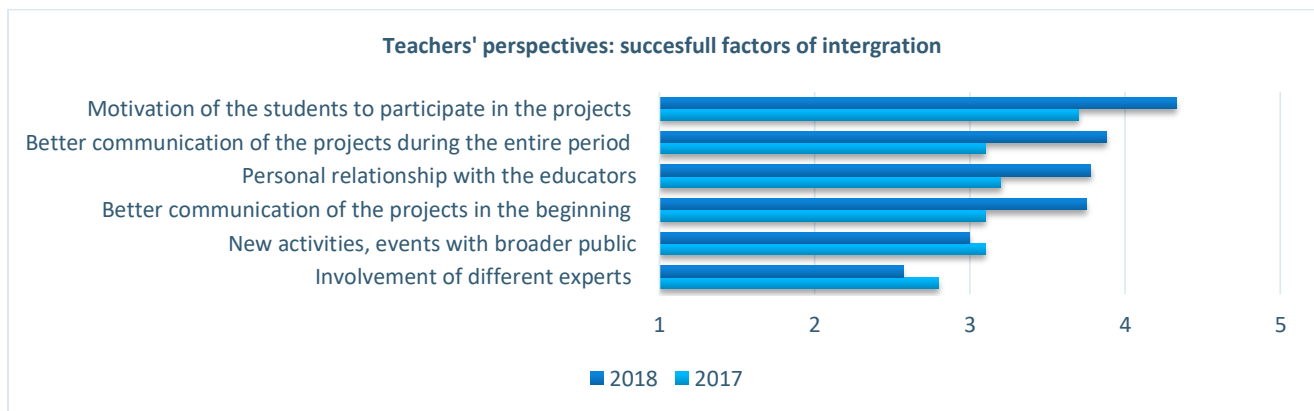 Teachers' perspectives: succesfull factors of intergration
Motivation of the students to participate in the projects
Better communication of the projects during the entire period
Personal relationship with the educators
Better communication of the projects in the beginning
New activities, events with broader public
Involvement of different experts
1 2 3 4 5
2018 2017